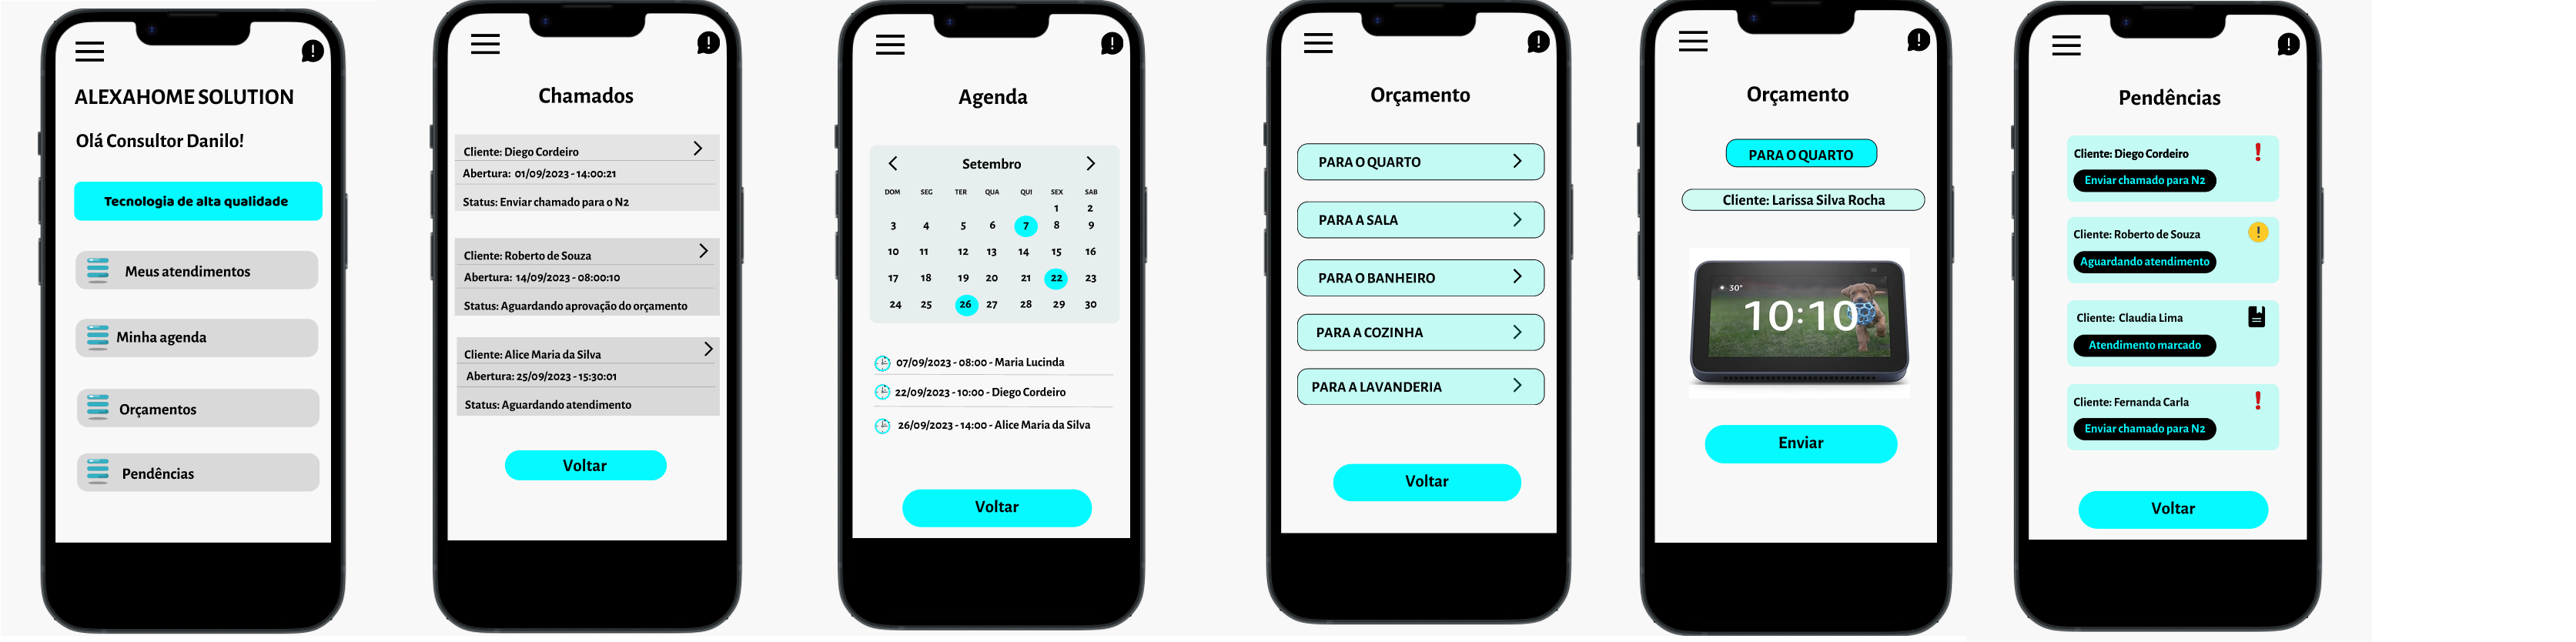 ALEXAHOME SOLUTION
Olá Consultor Danilo!
Tecnologia de alta qualidade
Meus atendimentos
Minha agenda
Orçamentos
Pendências
Chamados
Cliente: Diego Cordeiro
Abertura: 01/09/2023 - 14:00:21
Status: Enviar chamado para o N2
Cliente: Roberto de Souza
Abertura: 14/09/2023 - 08:00:10
Status: Aguardando aprovação do orçamento
Cliente: Alice Maria da Silva
Abertura: 25/09/2023 - 15:30:01
Status: Aguardando atendimento
Voltar
Agenda
Setembro
DOM SEG TER QUA QUI SEX SAB
1 2
3 4 5 6 7 8 9
10 11 12 13 14 15 16
17 18 19 20 21 22 23
24 25 26 27 28 29 30
07/09/2023 - 08:00 - Maria Lucinda
22/09/2023 - 10:00 - Diego Cordeiro
26/09/2023 - 14:00 - Alice Maria da Silva
Voltar
Orçamento
PARA O QUARTO
PARA A SALA
PARA O BANHEIRO
PARA A COZINHA
PARA A LAVANDERIA
Voltar
Orçamento
PARA O QUARTO
Cliente: Larissa Silva Rocha
30°
10:10
Enviar
Pendências
Cliente: Diego Cordeiro
Enviar chamado para N2
Cliente: Roberto de Souza
Aguardando atendimento
Cliente: Claudia Lima
Atendimento marcado
Cliente: Fernanda Carla
Enviar chamado para N2
Voltar